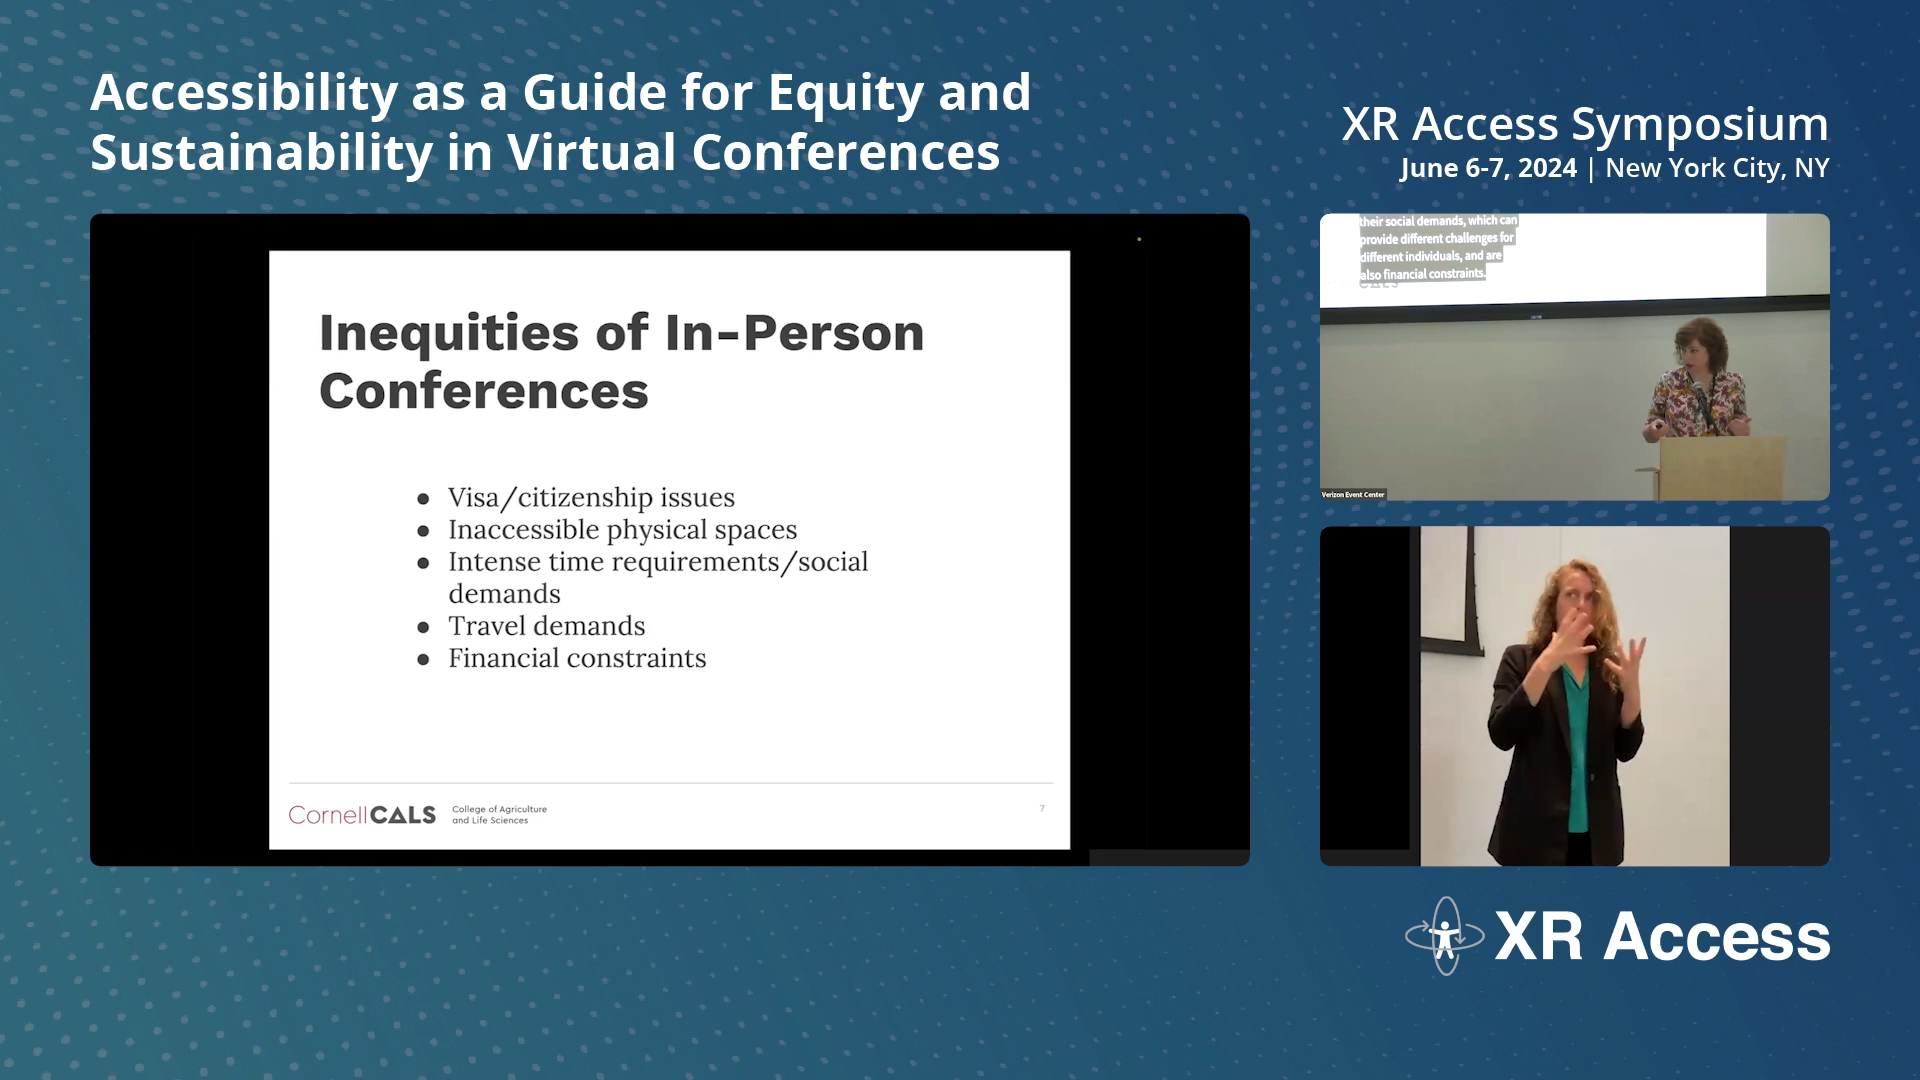 Accessibility as a Guide for Equity and
Sustainability in Virtual Conferences
XR Access Symposium
June 6-7, 2024 | New York City, NY
Inequities of In-Person
Conferences
● Visa/citizenship issues
● Inaccessible physical spaces
● Intense time requirements/social
demands
● Travel demands
● Financial constraints
CornellCALS
College of Agriculture
and Life Sciences
7
their social demands, which can
provide different challenges for
different individuals, and are
also financial constraints.
Verizon Event Center
XR Access